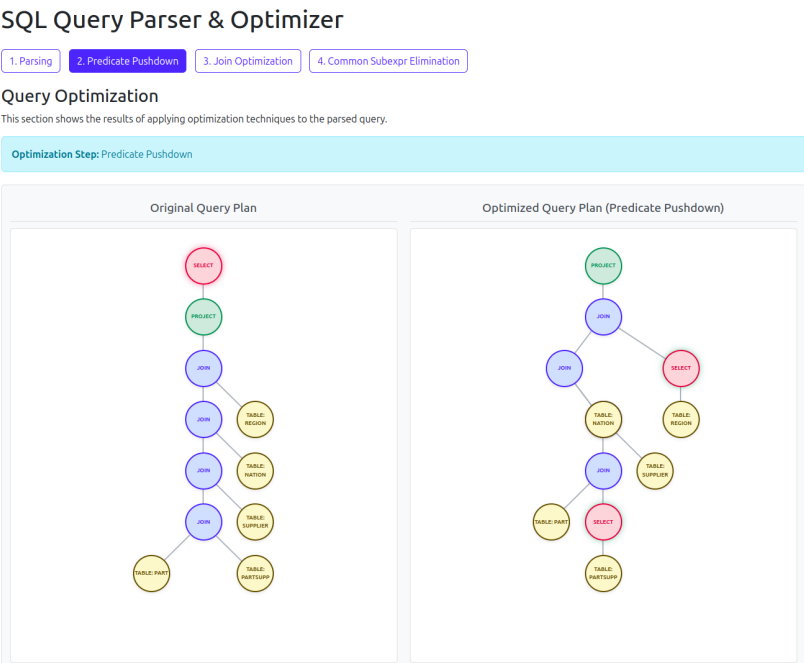 SQL Query Parser & Optimizer
1. Parsing
2. Predicate Pushdown
3. Join Optimization
4. Common Subexpr Elimination
Query Optimization
This section shows the results of applying optimization techniques to the parsed query.
Optimization Step: Predicate Pushdown
Original Query Plan
SELECT
PROJECT
JOIN
JOIN
TABLE:
REGION
JOIN
TABLE:
NATION
JOIN
TABLE:
SUPPLIER
TABLE: PART
TABLE:
PARTSUPP
Optimized Query Plan (Predicate Pushdown)
PROJECT
JOIN
JOIN
SELECT
TABLE:
NATION
TABLE:
REGION
JOIN
TABLE:
SUPPLIER
TABLE: PART
SELECT
TABLE:
PARTSUPP